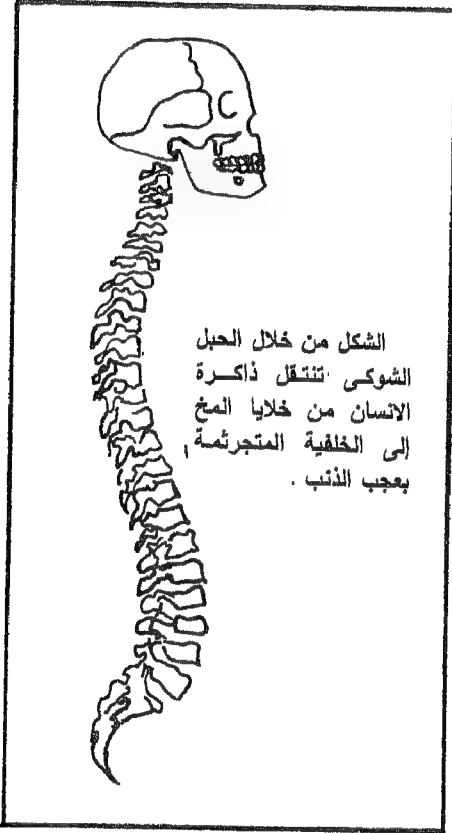 الشكل من خلال الحبل
الشوكى تنتقل ذاكرة
الانسان من خلايا المخ
إلى الخلفية المتجرثمة
بعجب الذنب .